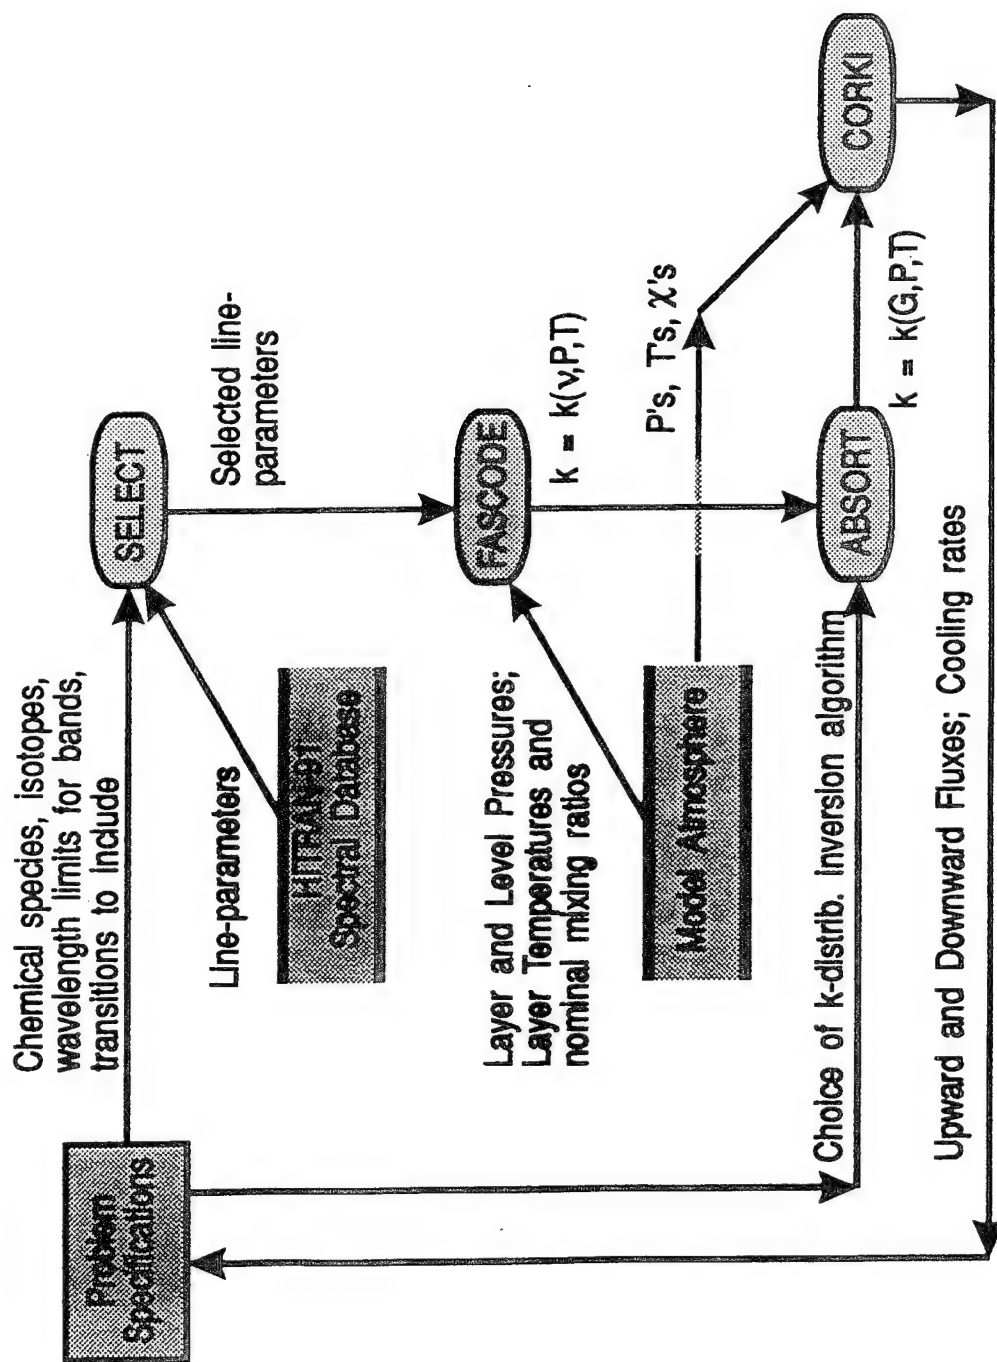 Problem
Specifications
Chemical species, isotopes,
wavelength limits for bands,
transitions to include
SELECT
Line-parameters
HITRAN-91
Spectral Database
Selected line-
parameters
Layer and Level Pressures;
Layer Temperatures and
nominal mixing ratios
FASCODE
k = k(ν,P,T)
Model Atmosphere
P's, T's, χ's
Choice of k-distrib. inversion algorithm
ABSORT
k = k(G,P,T)
CORKI
Upward and Downward Fluxes; Cooling rates